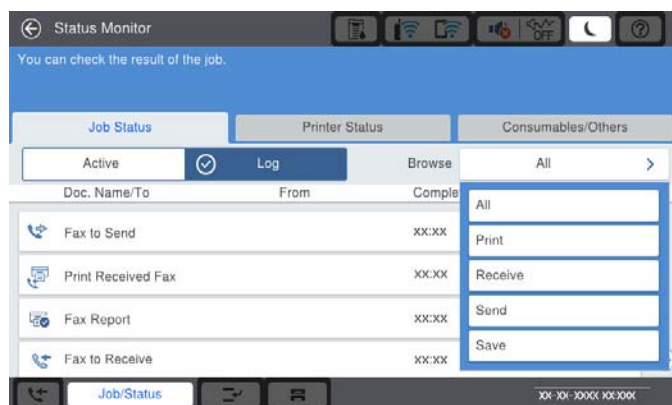 Status Monitor
OFF
You can check the result of the job.
Job Status Printer Status Consumables/Others
Active Log Browse All
Doc. Name/To From Comple
All
Fax to Send XX:XX
Print
Print Received Fax XX:XX
Receive
Fax Report XX:XX
Send
Fax to Receive XX:XX
Save
Job/Status XX-XX-XXXX XX:XXXX